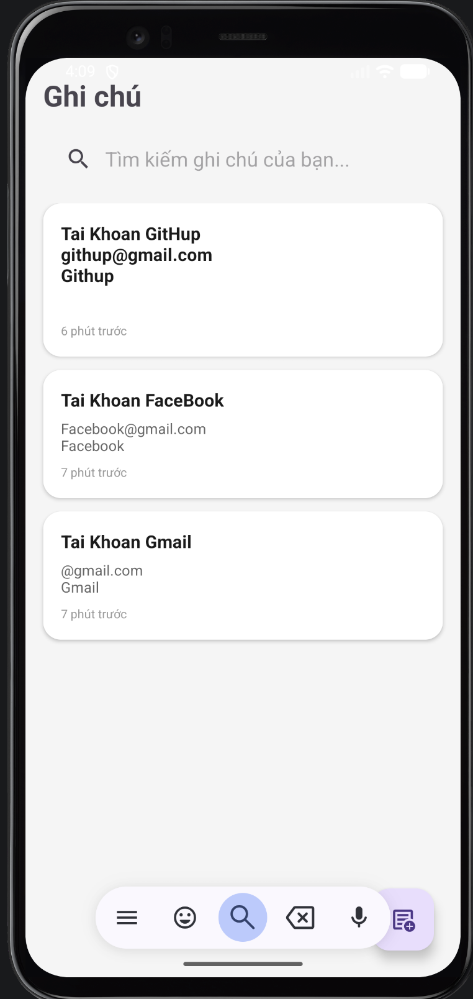 4:09
Ghi chú
Tìm kiếm ghi chú của bạn...
Tai Khoan GitHup
githup@gmail.com
Githup
6 phút trước
Tai Khoan FaceBook
Facebook@gmail.com
Facebook
7 phút trước
Tai Khoan Gmail
@gmail.com
Gmail
7 phút trước